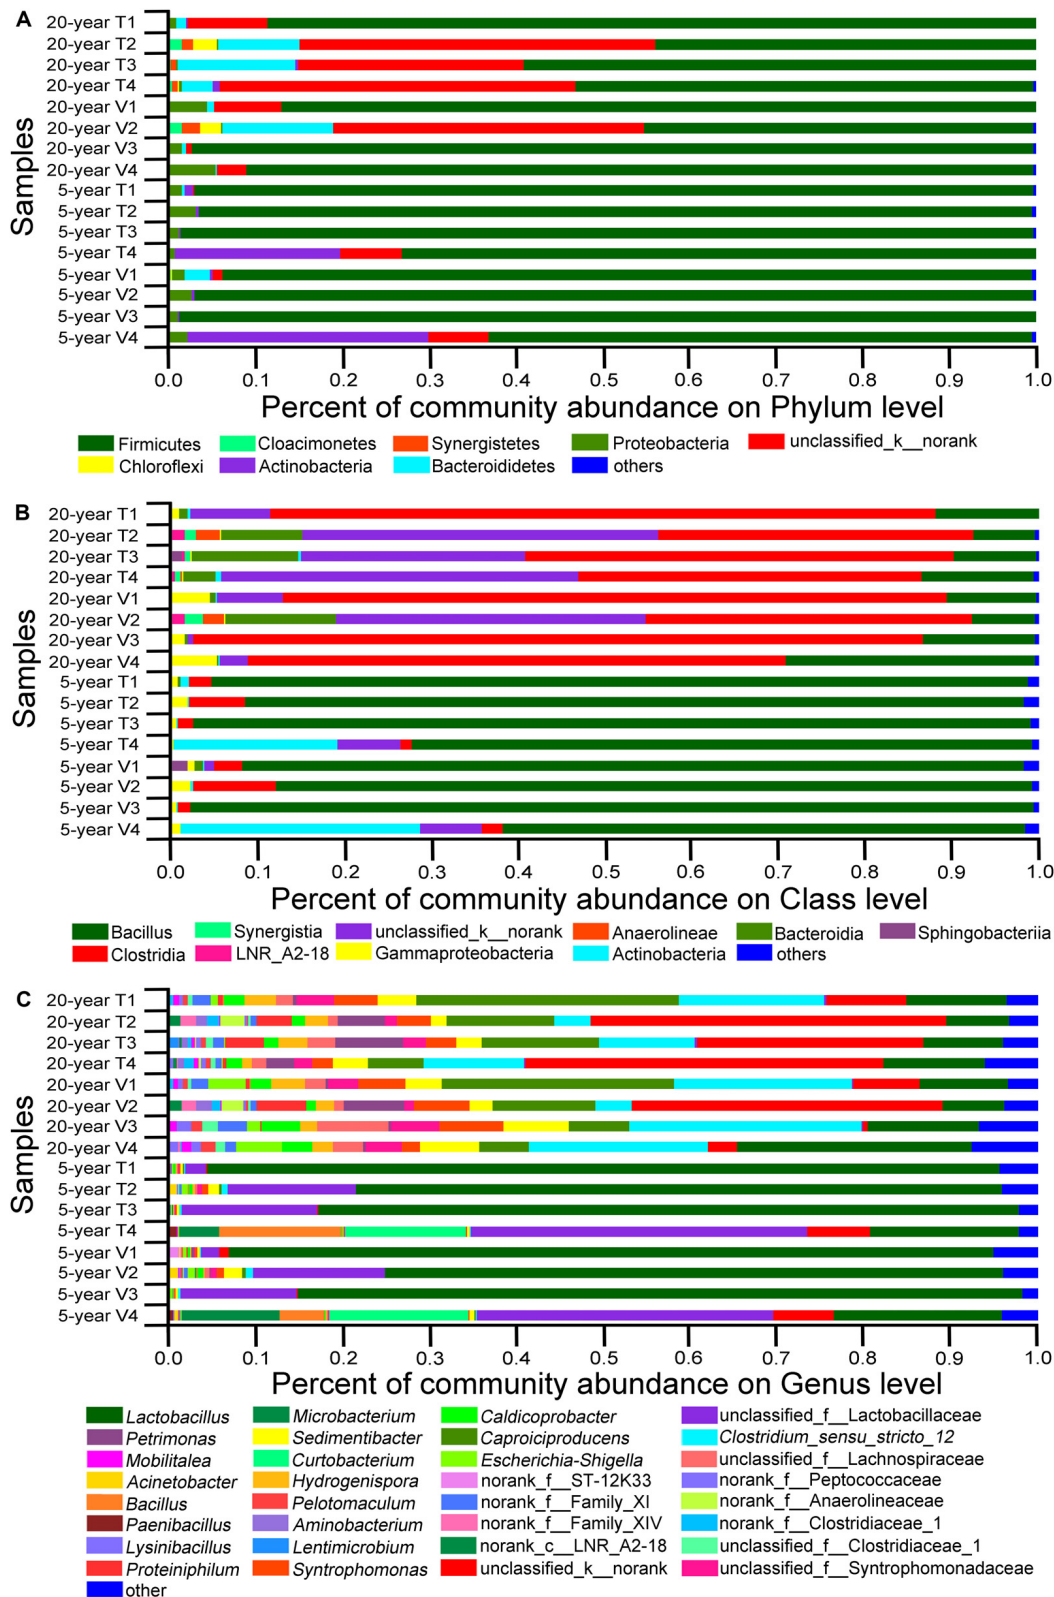 A
20-year T1
20-year T2
20-year T3
20-year T4
20-year V1
20-year V2
20-year V3
20-year V4
5-year T1
5-year T2
5-year T3
5-year T4
5-year V1
5-year V2
5-year V3
5-year V4
Samples
0.0 0.1 0.2 0.3 0.4 0.5 0.6 0.7 0.8 0.9 1.0
Percent of community abundance on Phylum level
Firmicutes Cloacimonetes Synergistetes Proteobacteria unclassified_k__norank
Chloroflexi Actinobacteria Bacteroididetes others
B
20-year T1
20-year T2
20-year T3
20-year T4
20-year V1
20-year V2
20-year V3
20-year V4
5-year T1
5-year T2
5-year T3
5-year T4
5-year V1
5-year V2
5-year V3
5-year V4
Samples
0.0 0.1 0.2 0.3 0.4 0.5 0.6 0.7 0.8 0.9 1.0
Percent of community abundance on Class level
Bacillus Synergistia unclassified_k__norank Anaerolineae Bacteroidia Sphingobacteriia
Clostridia LNR_A2-18 Gammaproteobacteria Actinobacteria others
C
20-year T1
20-year T2
20-year T3
20-year T4
20-year V1
20-year V2
20-year V3
20-year V4
5-year T1
5-year T2
5-year T3
5-year T4
5-year V1
5-year V2
5-year V3
5-year V4
Samples
0.0 0.1 0.2 0.3 0.4 0.5 0.6 0.7 0.8 0.9 1.0
Percent of community abundance on Genus level
Lactobacillus Microbacterium Caldicoprobacter unclassified_f__Lactobacillaceae
Petrimonas Sedimentibacter Caproiciproducens Clostridium_sensu_stricto_12
Mobilitalea Curtobacterium Escherichia-Shigella unclassified_f__Lachnospiraceae
Acinetobacter Hydrogenispora norank_f__ST-12K33 norank_f__Peptococcaceae
Bacillus Pelotomaculum norank_f__Family_XI norank_f__Anaerolineaceae
Paenibacillus Aminobacterium norank_f__Family_XIV norank_f__Clostridiaceae_1
Lysinibacillus Lentimicrobium norank_c__LNR_A2-18 unclassified_f__Clostridiaceae_1
Proteiniphilum Syntrophomonas unclassified_k__norank unclassified_f__Syntrophomonadaceae
other